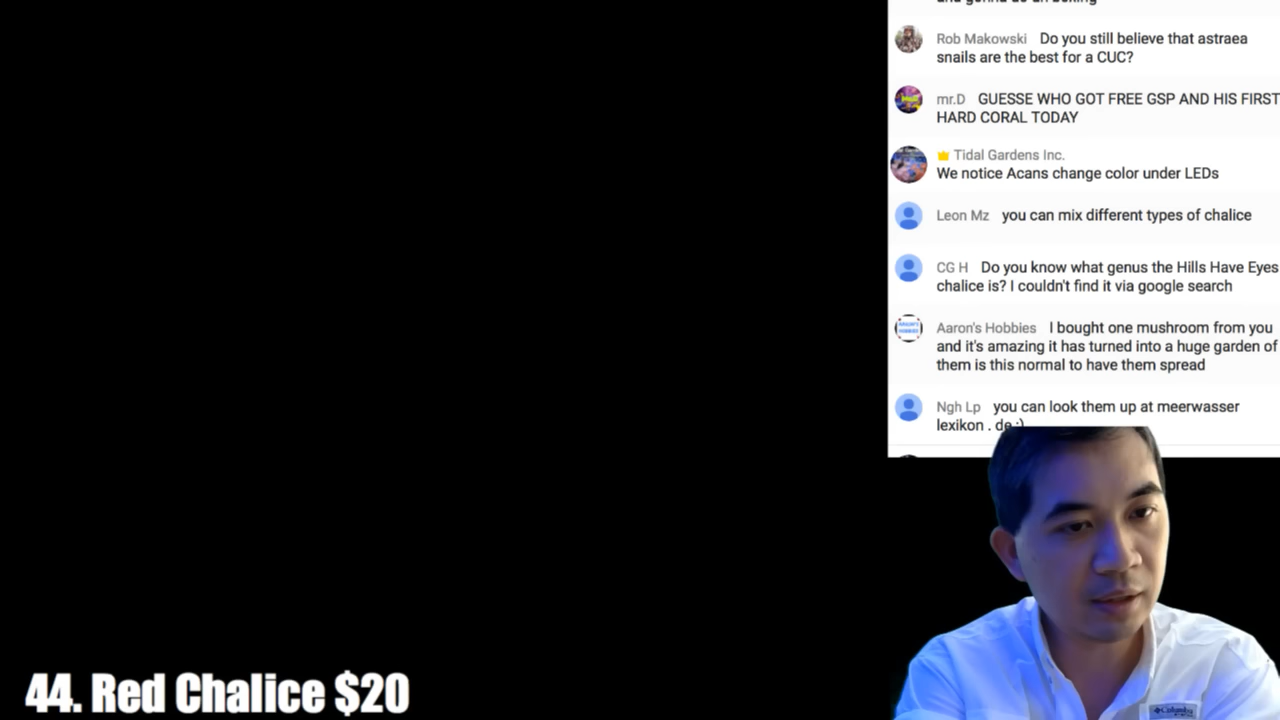 Rob Makowski Do you still believe that astraea
snails are the best for a CUC?
mr.D GUESSE WHO GOT FREE GSP AND HIS FIRST
HARD CORAL TODAY
Tidal Gardens Inc.
We notice Acans change color under LEDs
Leon Mz you can mix different types of chalice
CG H Do you know what genus the Hills Have Eyes
chalice is? I couldn't find it via google search
Aaron's Hobbies I bought one mushroom from you
and it's amazing it has turned into a huge garden of
them is this normal to have them spread
Ngh Lp you can look them up at meerwasser
lexikon . de :)
44. Red Chalice $20
Columbia